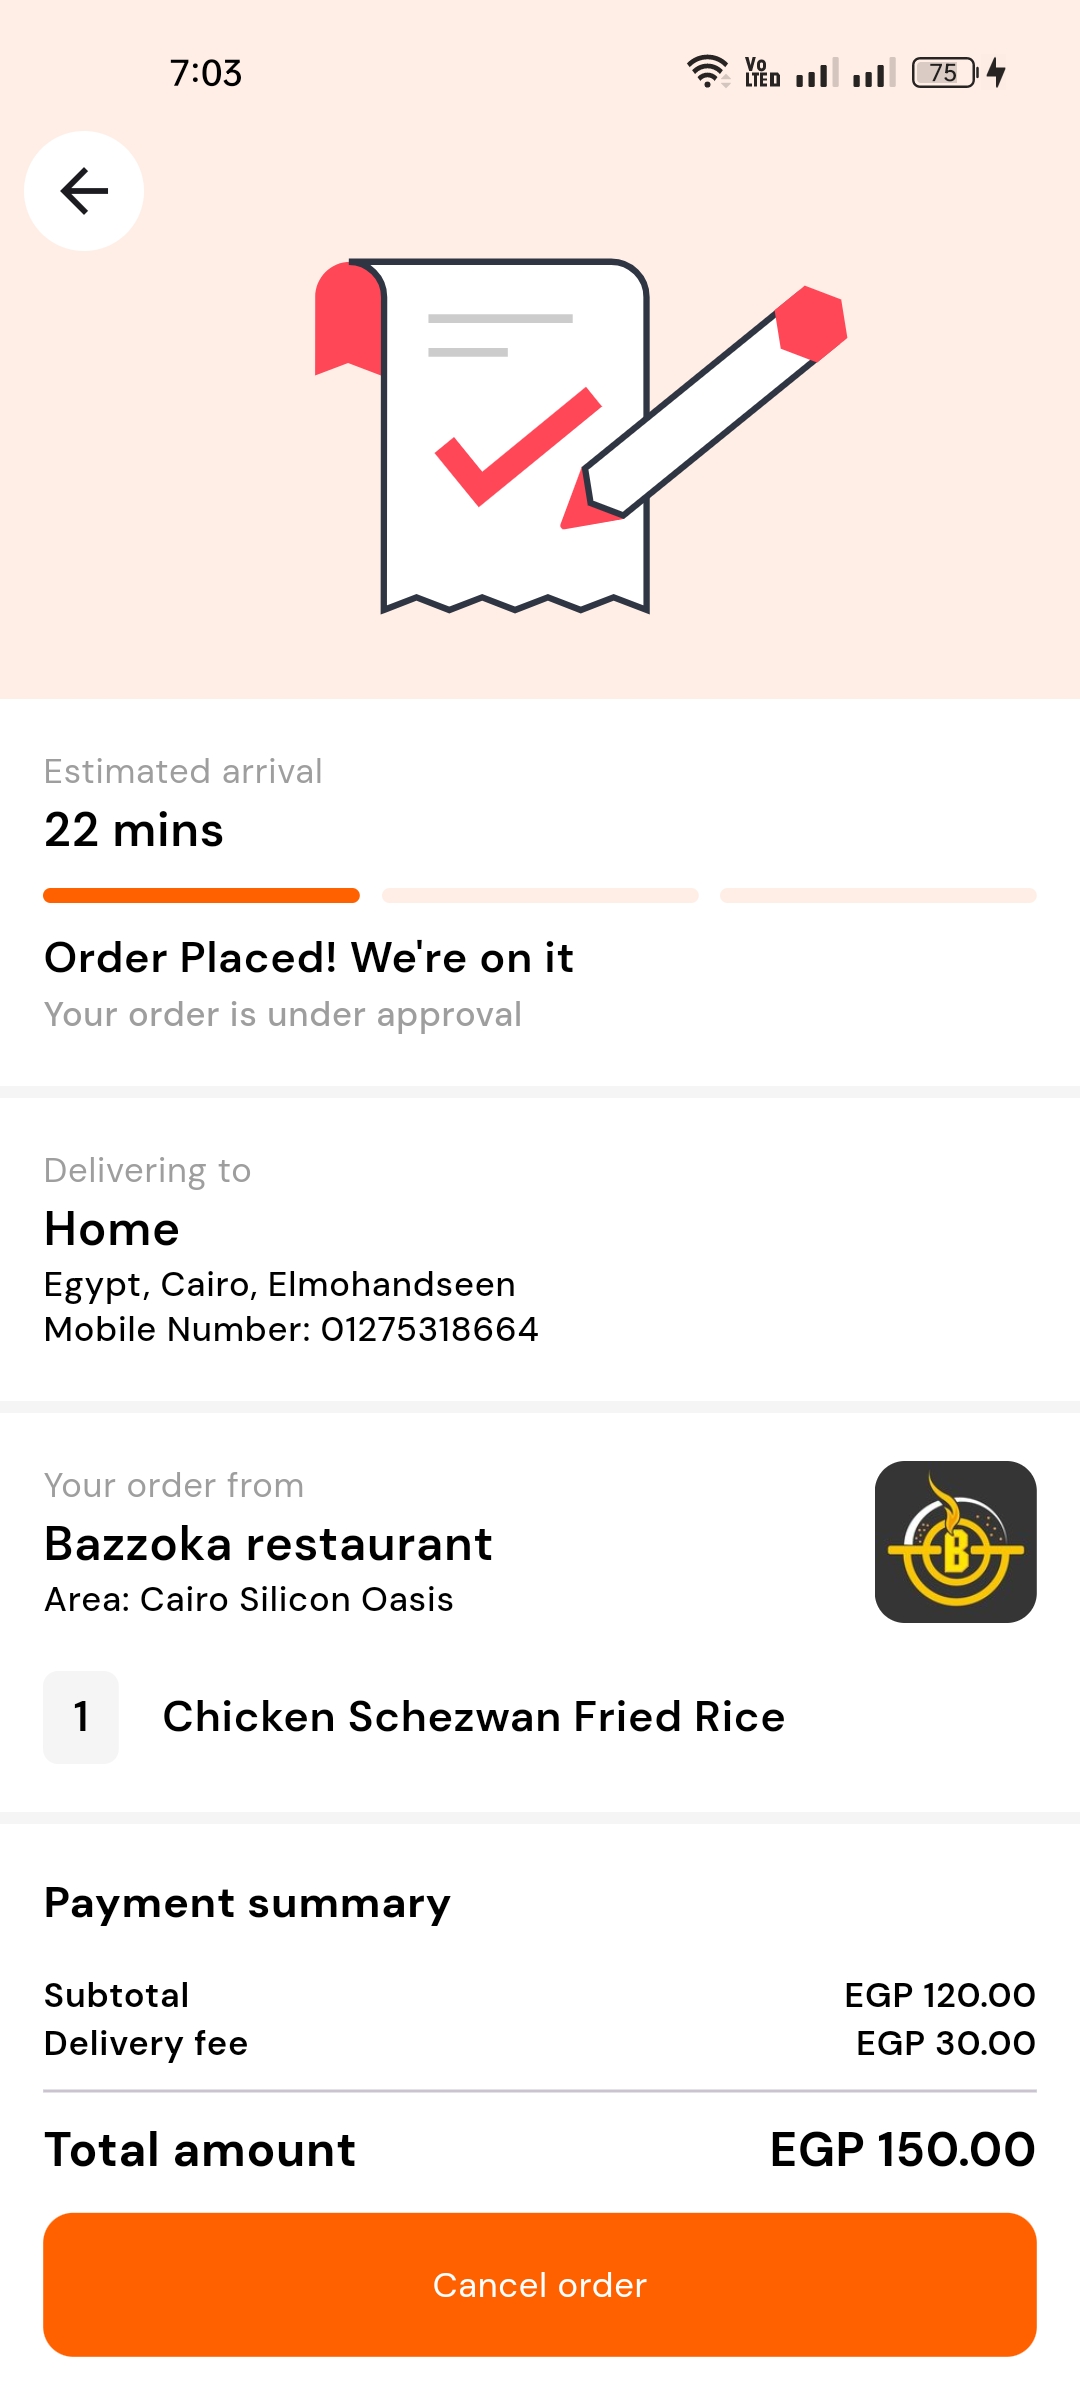 7:03
Vo
LTE
75
Estimated arrival
22 mins
Order Placed! We're on it
Your order is under approval
Delivering to
Home
Egypt, Cairo, Elmohandseen
Mobile Number: 01275318664
Your order from
Bazzoka restaurant
Area: Cairo Silicon Oasis
B
1 Chicken Schezwan Fried Rice
Payment summary
Subtotal EGP 120.00
Delivery fee EGP 30.00
Total amount EGP 150.00
Cancel order